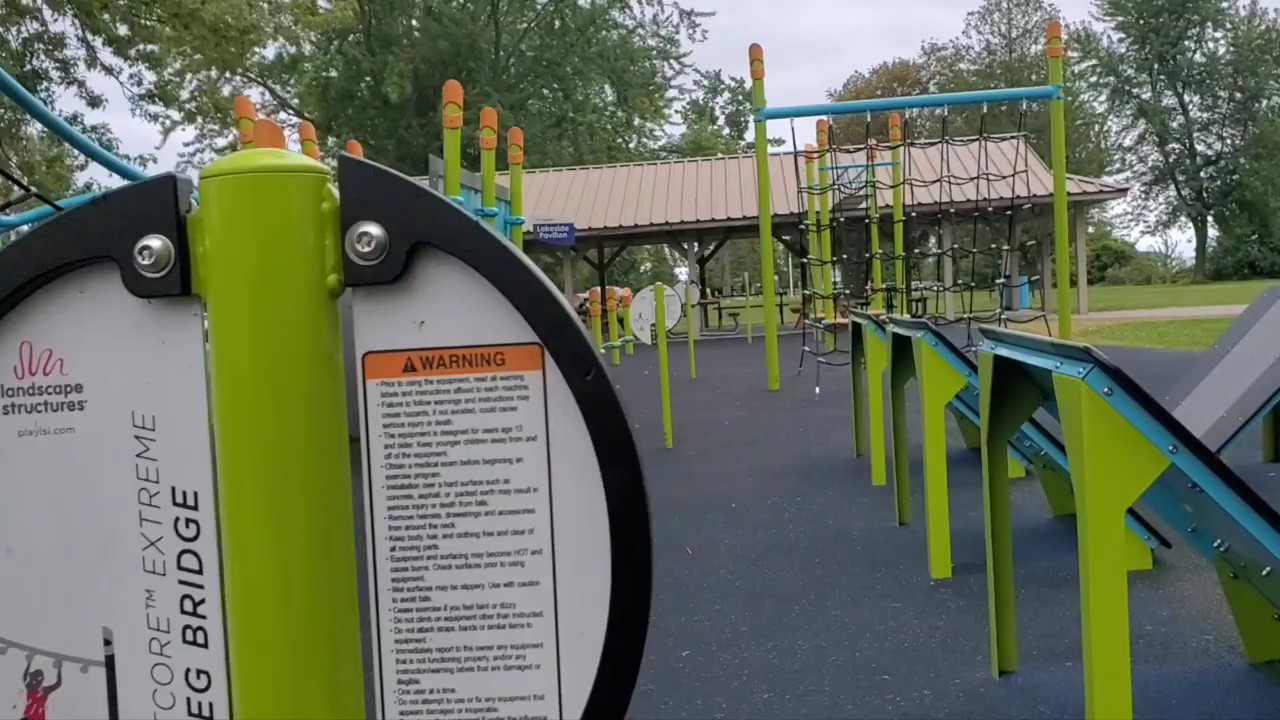 Lakeside
Pavilion
landscape
structures
playlsi.com
TCORE™ EXTREME
EG BRIDGE
WARNING
• Prior to using the equipment, read all warning
labels and instructions affixed to each machine.
• Failure to follow warnings and instructions may
create hazards, if not avoided, could cause
serious injury or death.
• The equipment is designed for users age 13
and older. Keep younger children away from and
off of the equipment.
• Obtain a medical exam before beginning an
exercise program.
• Installation over a hard surface such as
concrete, asphalt, or packed earth may result in
serious injury or death from falls.
• Remove helmets, drawstrings and accessories
from around the neck.
• Keep body, hair, and clothing free and clear of
all moving parts.
• Equipment and surfacing may become HOT and
cause burns. Check surfaces prior to using
equipment.
• Wet surfaces may be slippery. Use with caution
to avoid falls.
• Cease exercise if you feel faint or dizzy
• Do not climb on equipment other than instructed.
• Do not attach straps, bands or similar items to
equipment.
• Immediately report to the owner any equipment
that is not functioning properly, and/or any
instruction/warning labels that are damaged or
illegible.
• One user at a time.
• Do not attempt to use or fix any equipment that
appears damaged or inoperable.